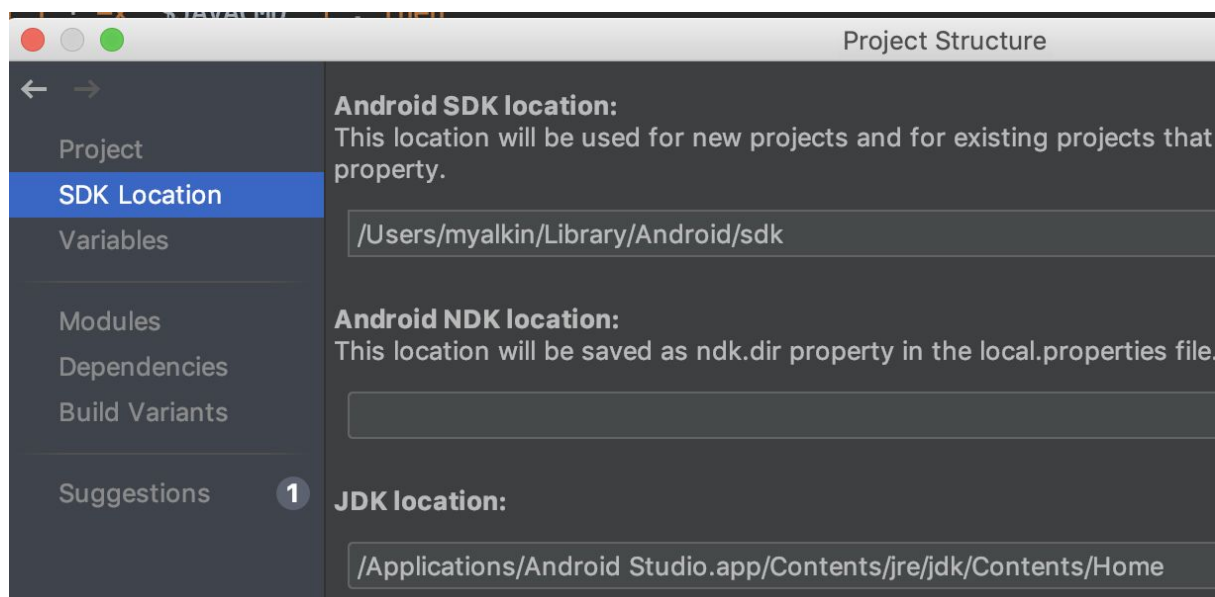 Project Structure
Project
SDK Location
Variables
Modules
Dependencies
Build Variants
Suggestions 1
Android SDK location:
This location will be used for new projects and for existing projects that
property.
/Users/myalkin/Library/Android/sdk
Android NDK location:
This location will be saved as ndk.dir property in the local.properties file.
JDK location:
/Applications/Android Studio.app/Contents/jre/jdk/Contents/Home